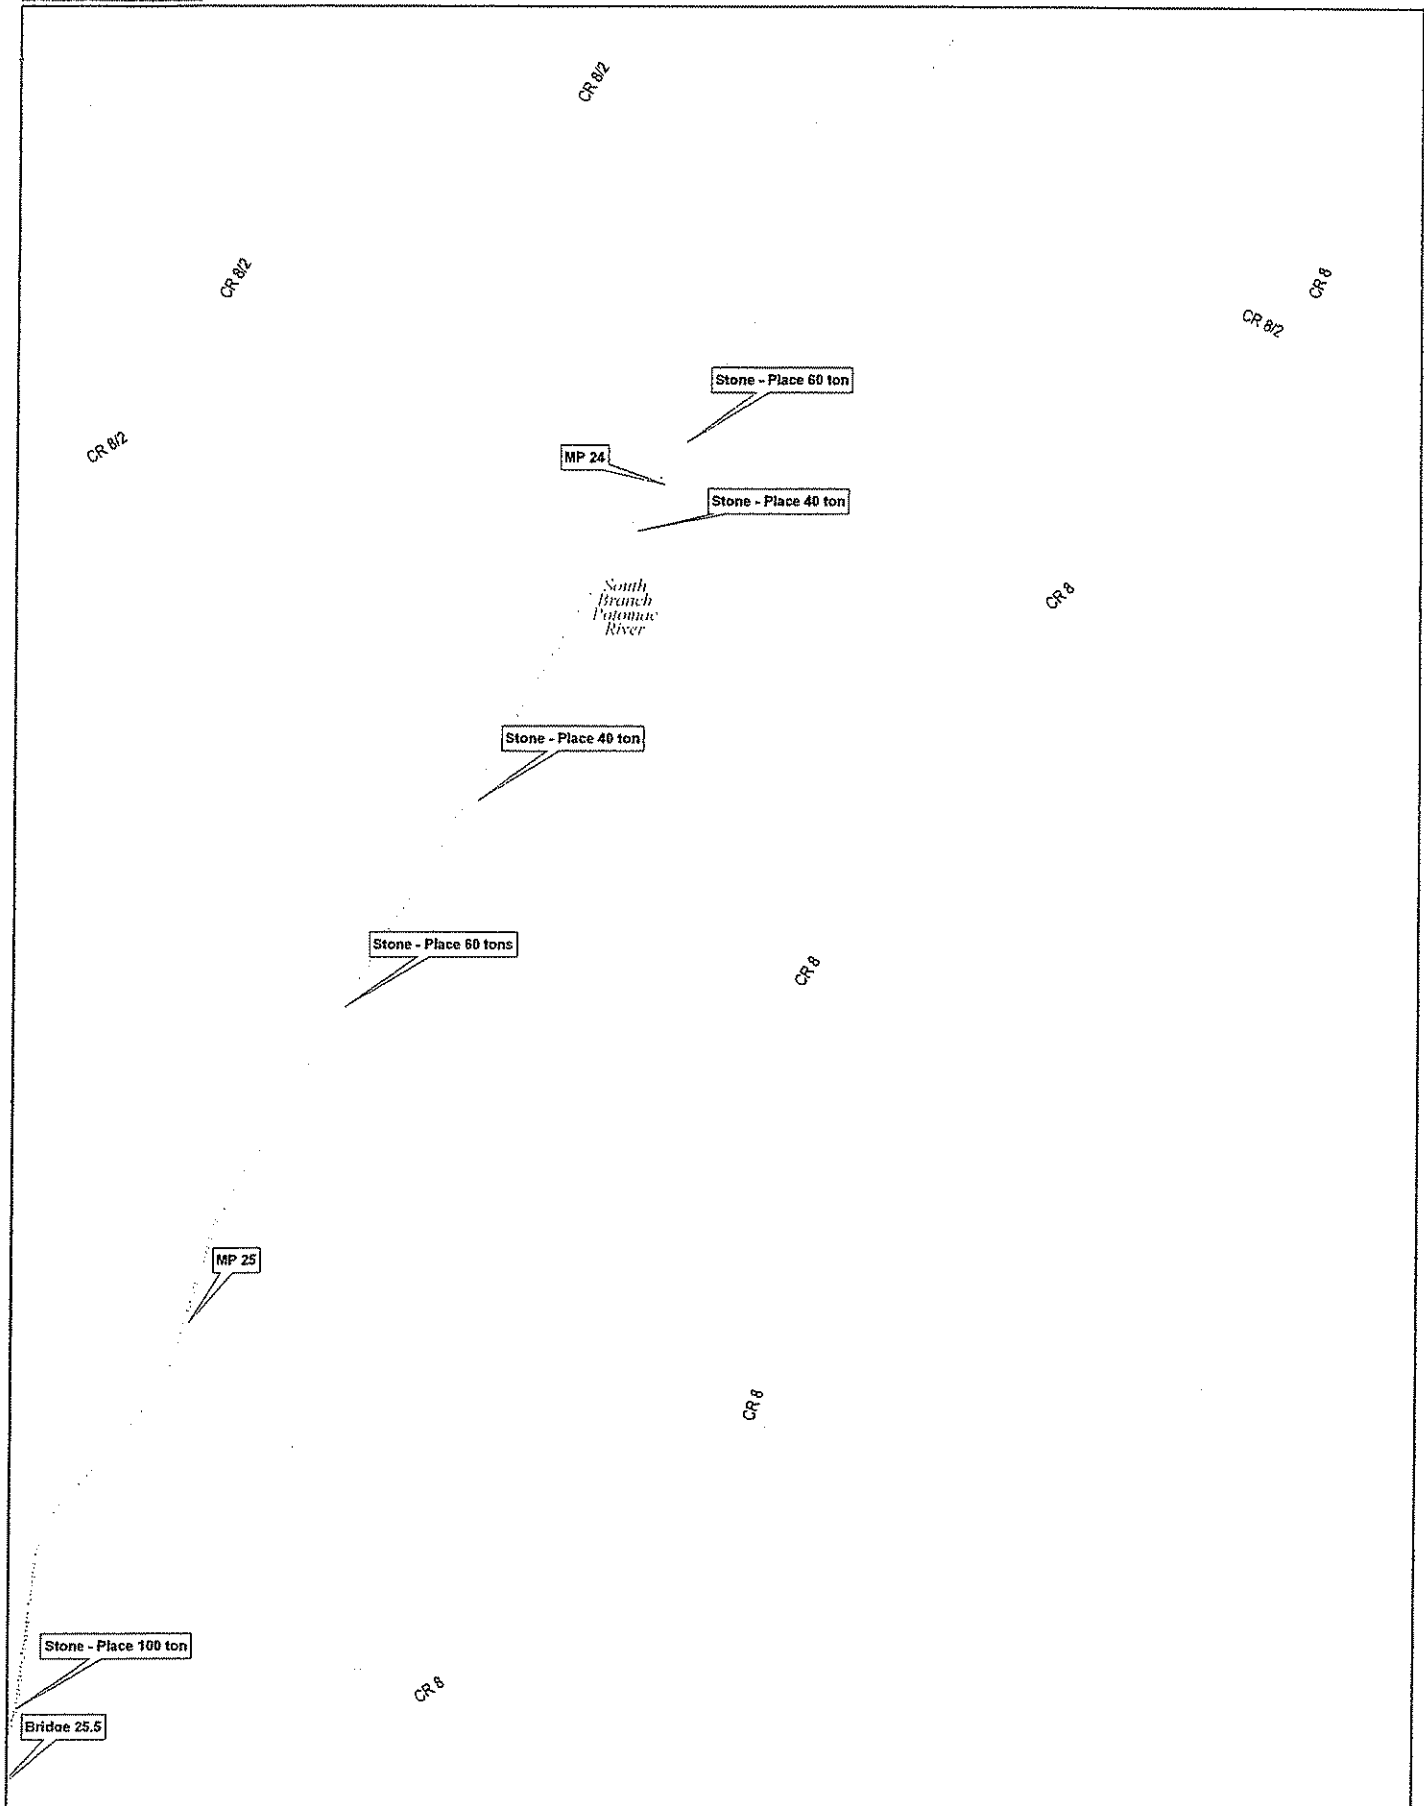 CR 8/2
CR 8/2
CR 8
CR 8/2
Stone - Place 60 ton
CR 8/2
MP 24
Stone - Place 40 ton
South
Branch
Potomac
River
CR 8
Stone - Place 40 ton
Stone - Place 60 tons
CR 8
MP 25
CR 8
Stone - Place 100 ton
CR 8
Bridge 25.5